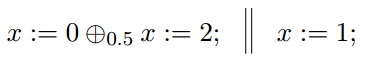 x := 0 ⊕0.5 x := 2; ‖ x := 1;